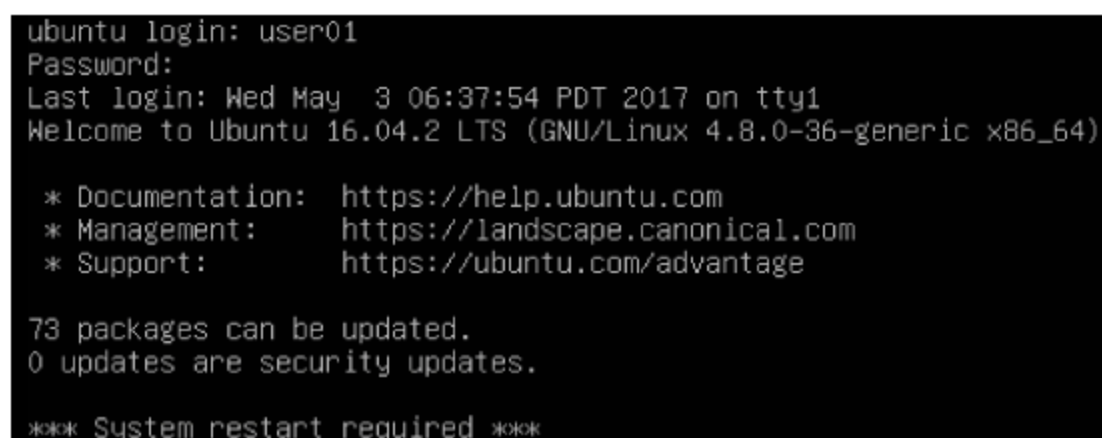 ubuntu login: user01
Password:
Last login: Wed May  3 06:37:54 PDT 2017 on tty1
Welcome to Ubuntu 16.04.2 LTS (GNU/Linux 4.8.0-36-generic x86_64)
* Documentation:  https://help.ubuntu.com
* Management:     https://landscape.canonical.com
* Support:        https://ubuntu.com/advantage
73 packages can be updated.
0 updates are security updates.
*** System restart required ***